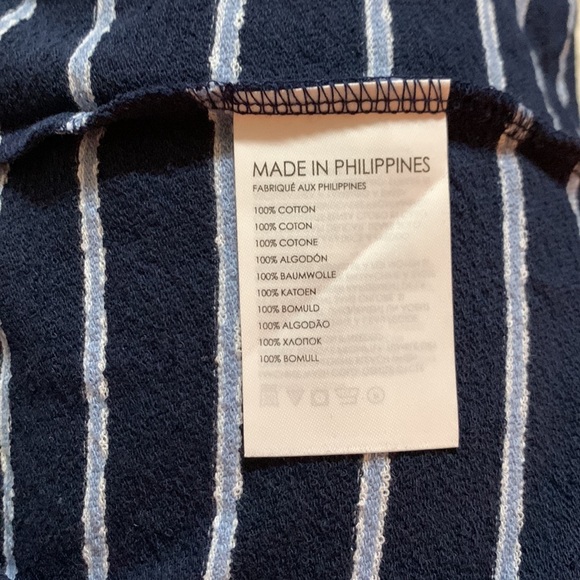 MADE IN PHILIPPINES
FABRIQUÉ AUX PHILIPPINES
100% COTTON
100% COTON
100% COTONE
100% ALGODÓN
100% BAUMWOLLE
100% KATOEN
100% BOMULD
100% ALGODÃO
100% ХЛОПОК
100% BOMULL